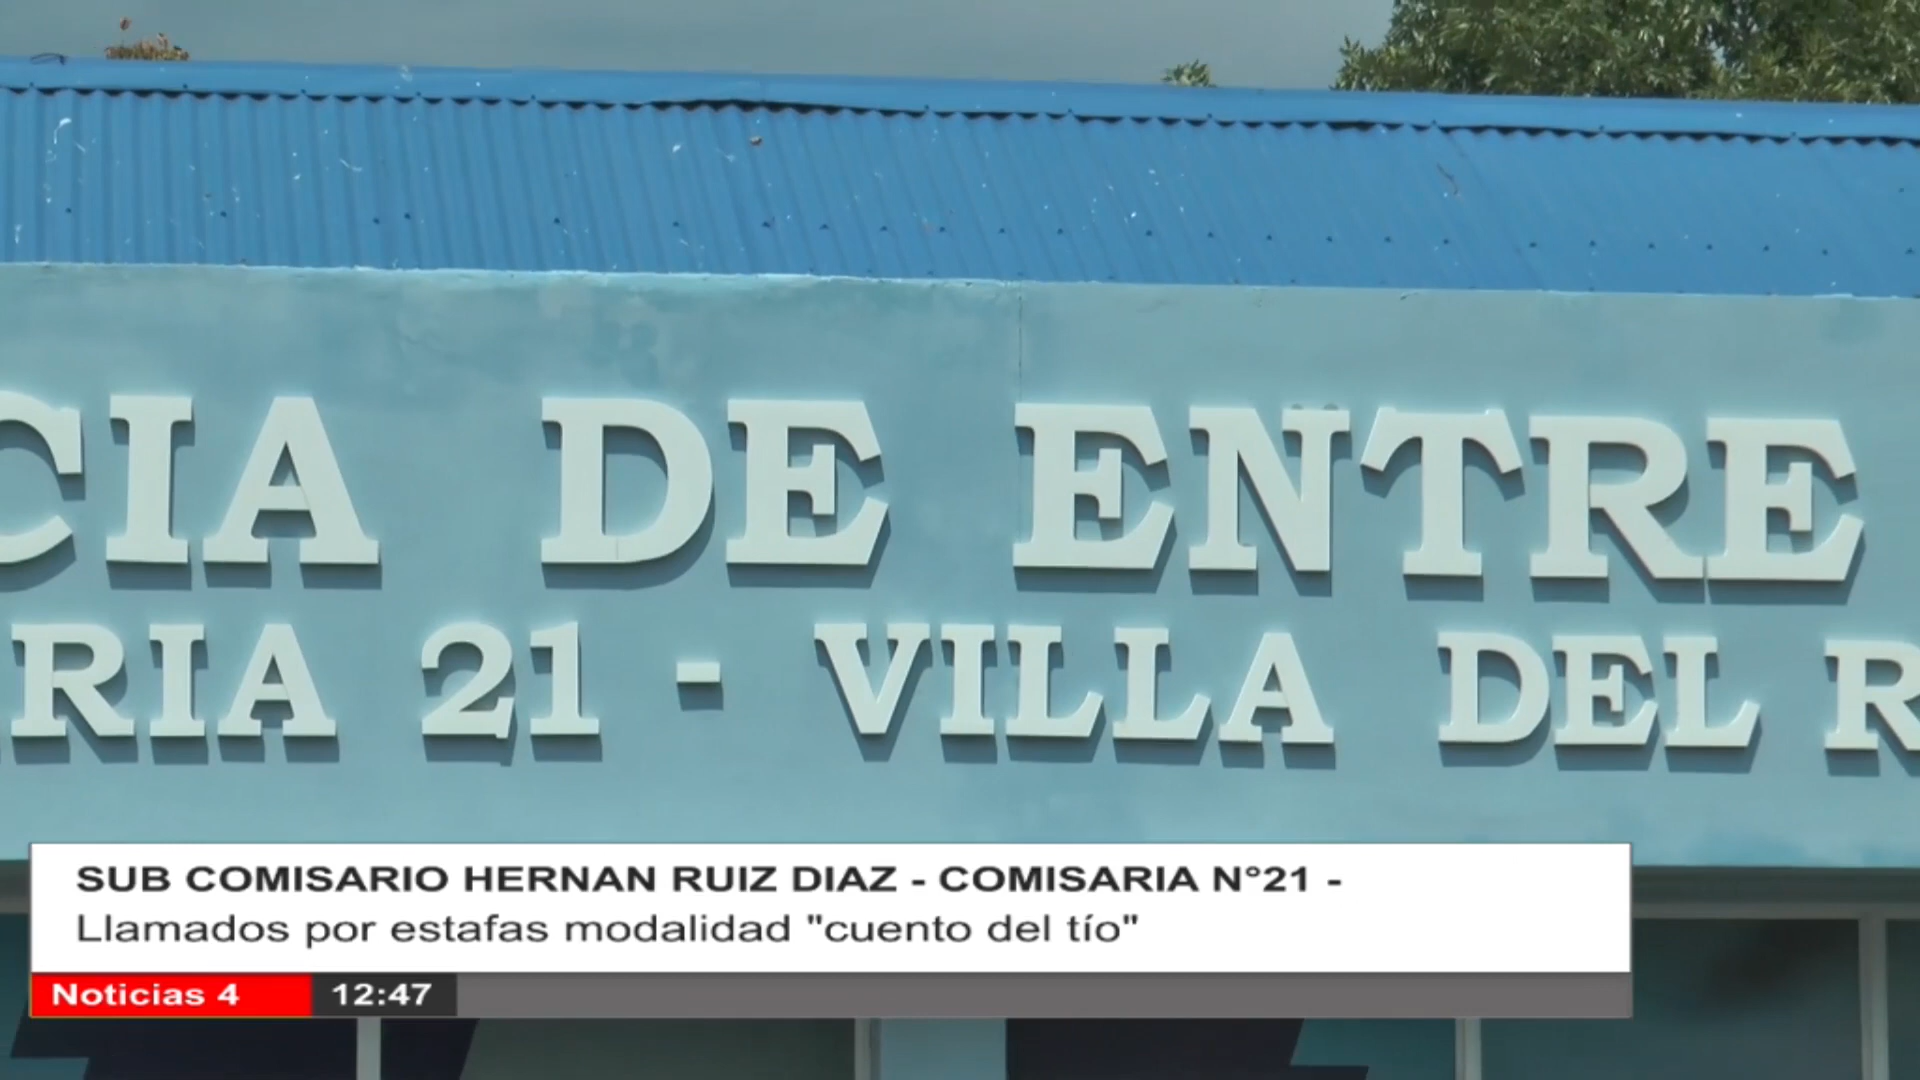 CIA DE ENTRE
RIA 21 - VILLA DEL R
SUB COMISARIO HERNAN RUIZ DIAZ - COMISARIA N°21 -
Llamados por estafas modalidad "cuento del tío"
Noticias 4 12:47